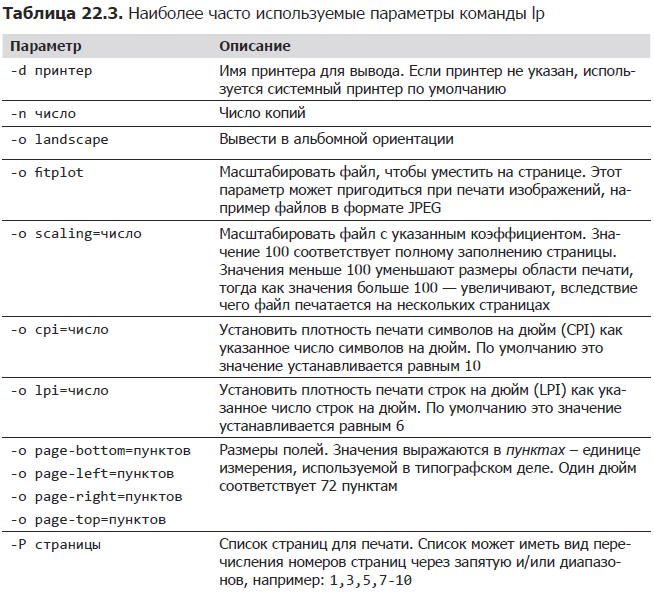 Таблица 22.3. Наиболее часто используемые параметры команды lp
Параметр Описание
-d принтер Имя принтера для вывода. Если принтер не указан, исполь-
зуется системный принтер по умолчанию
-n число Число копий
-o landscape Вывести в альбомной ориентации
-o fitplot Масштабировать файл, чтобы уместить на странице. Этот
параметр может пригодиться при печати изображений, на-
пример файлов в формате JPEG
-o scaling=число Масштабировать файл с указанным коэффициентом. Зна-
чение 100 соответствует полному заполнению страницы.
Значения меньше 100 уменьшают размеры области печати,
тогда как значения больше 100 — увеличивают, вследствие
чего файл печатается на нескольких страницах
-o cpi=число Установить плотность печати символов на дюйм (CPI) как
указанное число символов на дюйм. По умолчанию это
значение устанавливается равным 10
-o lpi=число Установить плотность печати строк на дюйм (LPI) как ука-
занное число строк на дюйм. По умолчанию это значение
устанавливается равным 6
-o page-bottom=пунктов Размеры полей. Значения выражаются в пунктах – единице
-o page-left=пунктов измерения, используемой в типографском деле. Один дюйм
-o page-right=пунктов соответствует 72 пунктам
-o page-top=пунктов
-P страницы Список страниц для печати. Список может иметь вид пере-
числения номеров страниц через запятую и/или диапазо-
нов, например: 1,3,5,7-10